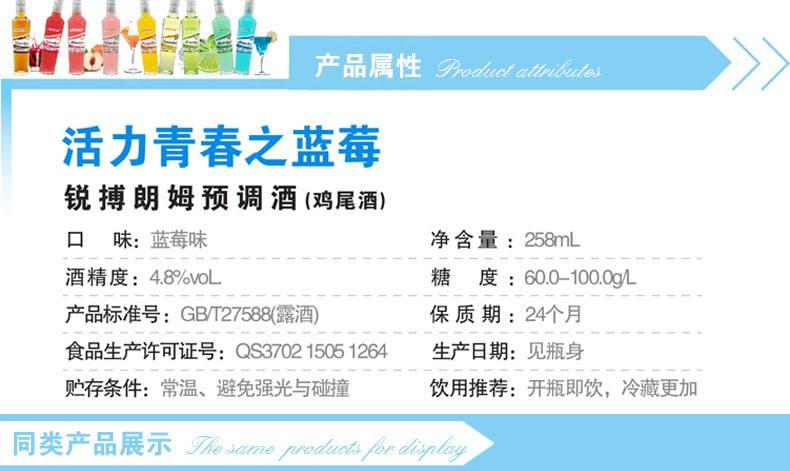 产品属性 Product attributes
活力青春之蓝莓
锐搏朗姆预调酒(鸡尾酒)
口 味：蓝莓味 净含量：258mL
酒精度：4.8%voL. 糖 度：60.0-100.0g/L
产品标准号：GB/T27588(露酒) 保质期：24个月
食品生产许可证号：QS3702 1505 1264 生产日期：见瓶身
贮存条件：常温、避免强光与碰撞 饮用推荐：开瓶即饮，冷藏更加
同类产品展示 The same products for display